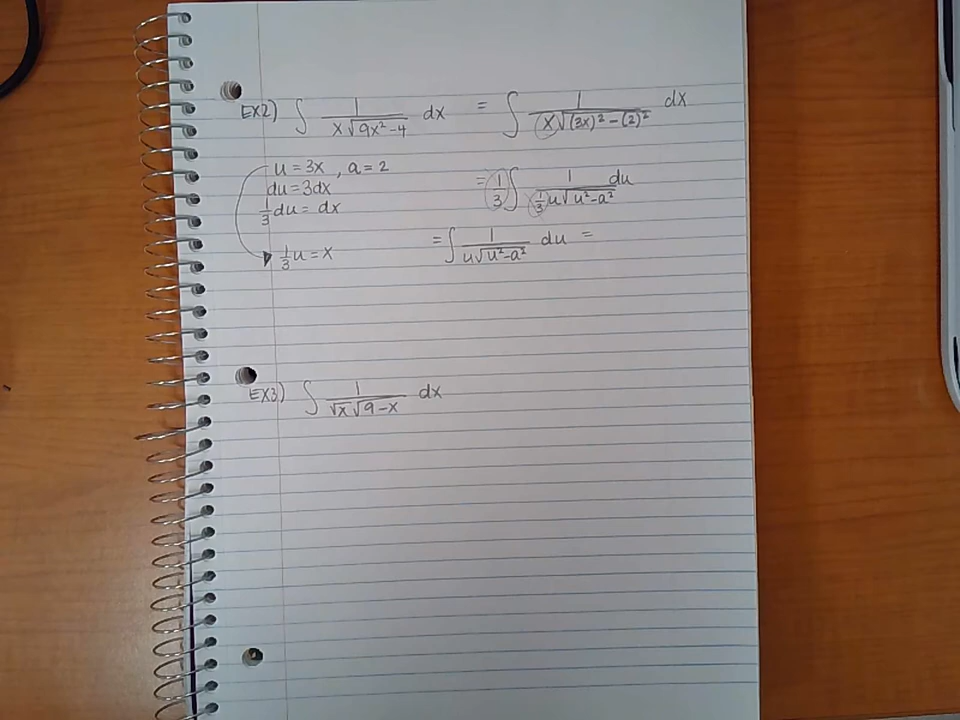 EX2) ∫ 1/(x√(9x²-4)) dx = ∫ 1/(x√((3x)²-(2)²)) dx
u = 3x , a = 2
du = 3dx
= 1/3 ∫ 1/(1/3 u√(u²-a²)) du
1/3 du = dx
= ∫ 1/(u√(u²-a²)) du =
1/3 u = x
EX3) ∫ 1/(√x√(9-x)) dx